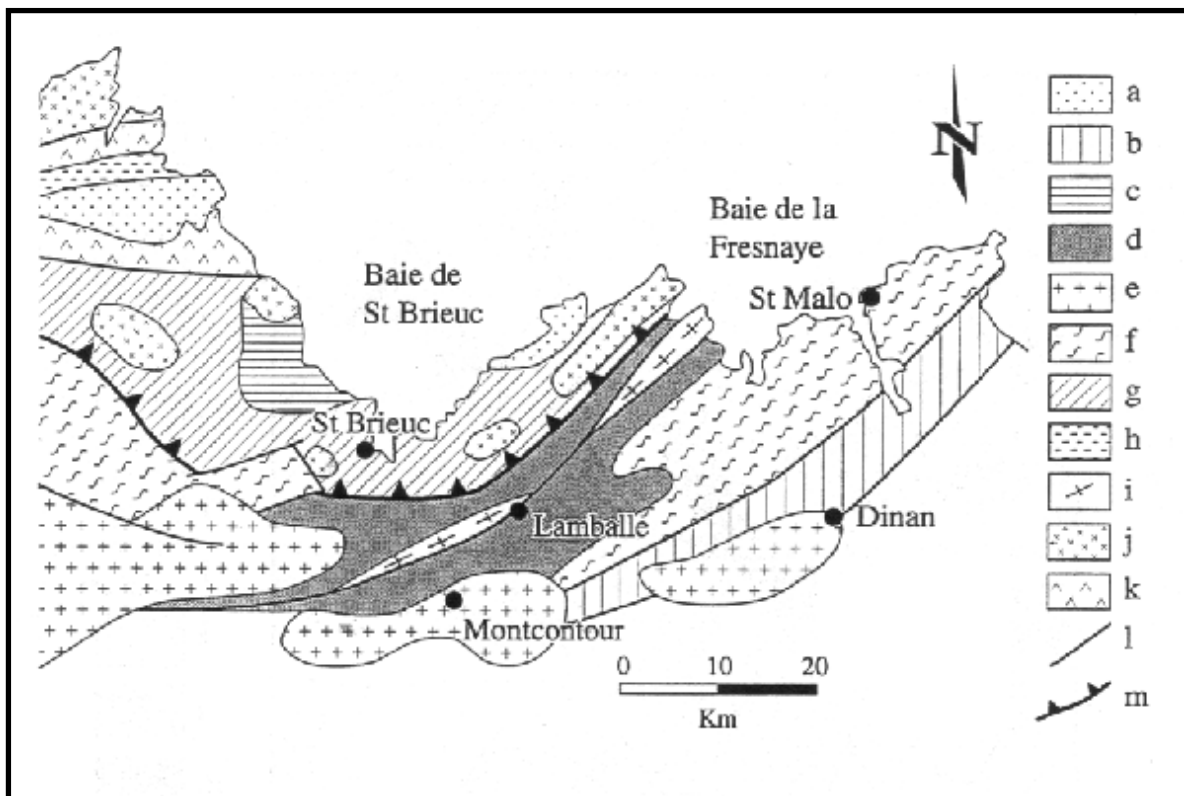 N
Baie de la
Fresnaye
Baie de
St Brieuc
St Malo
St Brieuc
Lamballe
Dinan
Montcontour
0 10 20
Km
a
b
c
d
e
f
g
h
i
j
k
l
m